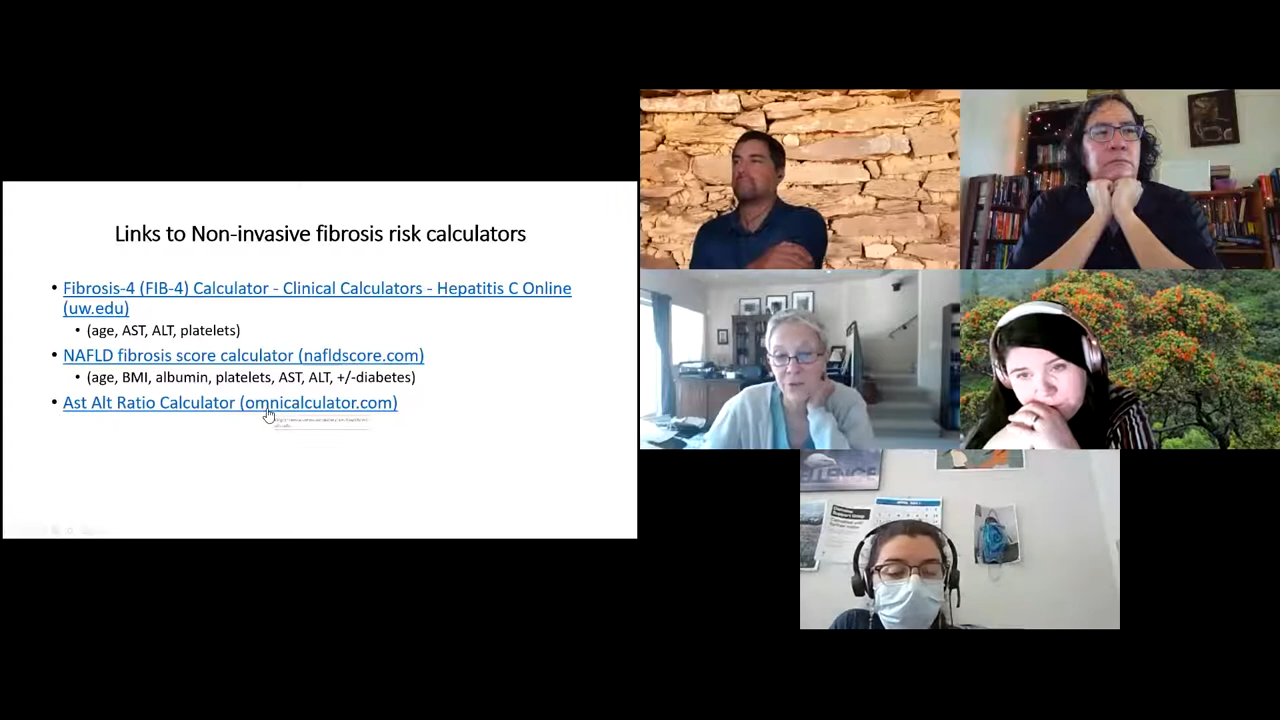 Links to Non-invasive fibrosis risk calculators
• Fibrosis-4 (FIB-4) Calculator - Clinical Calculators - Hepatitis C Online
(uw.edu)
• (age, AST, ALT, platelets)
• NAFLD fibrosis score calculator (nafldscore.com)
• (age, BMI, albumin, platelets, AST, ALT, +/-diabetes)
• Ast Alt Ratio Calculator (omnicalculator.com)
LLENCE